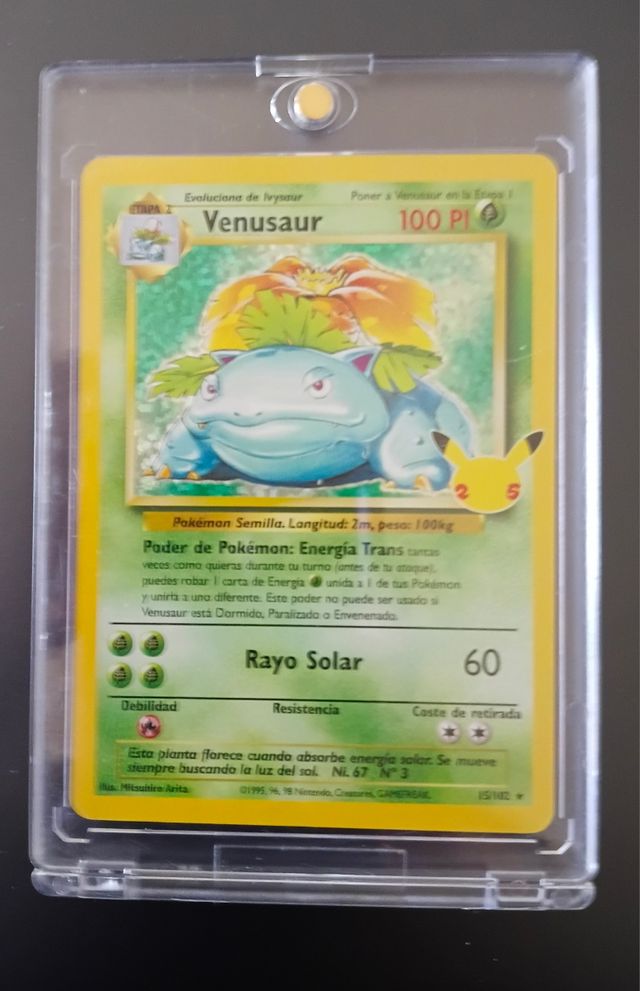 Evoluciona de Ivysaur
Poner a Venusaur en la Etapa 1
ETAPA 2
Venusaur
100 PI
25
Pokémon Semilla. Longitud: 2m, peso: 100kg
Poder de Pokémon: Energía Trans tantas
veces como quieras durante tu turno (antes de tu ataque),
puedes robar 1 carta de Energía unida a 1 de tus Pokémon
y unirla a uno diferente. Este poder no puede ser usado si
Venusaur está Dormido, Paralizado o Envenenado.
Rayo Solar
60
Debilidad
Resistencia
Coste de retirada
Esta planta florece cuando absorbe energía solar. Se mueve
siempre buscando la luz del sol. Ni. 67 N° 3
Ilus. Mitsuhiro Arita
©1995, 96, 98 Nintendo, Creatures, GAMEFREAK.
15/102